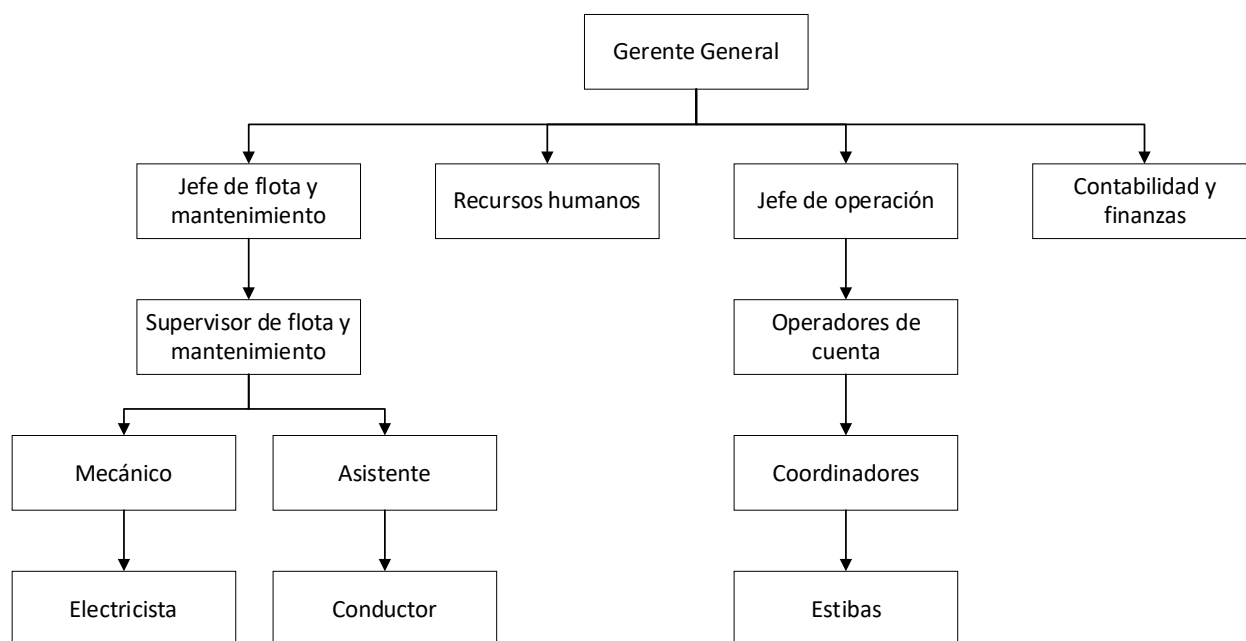 Gerente General
Jefe de flota y
mantenimiento
Recursos humanos
Jefe de operación
Contabilidad y
finanzas
Supervisor de flota y
mantenimiento
Operadores de
cuenta
Mecánico
Asistente
Coordinadores
Electricista
Conductor
Estibas